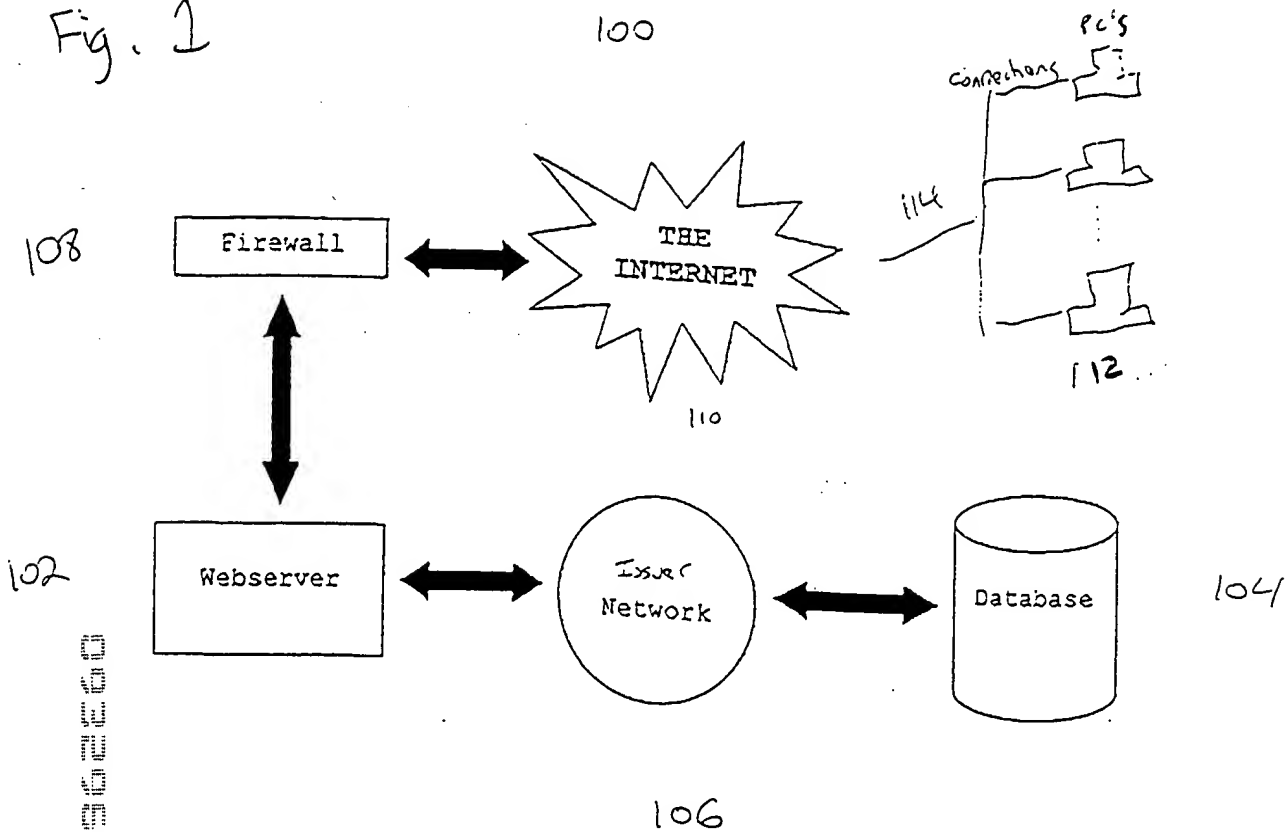 Fig. 1
100
PC's
connections
114
108
Firewall
THE
INTERNET
112...
110
102
Webserver
Issuer
Network
Database
104
106